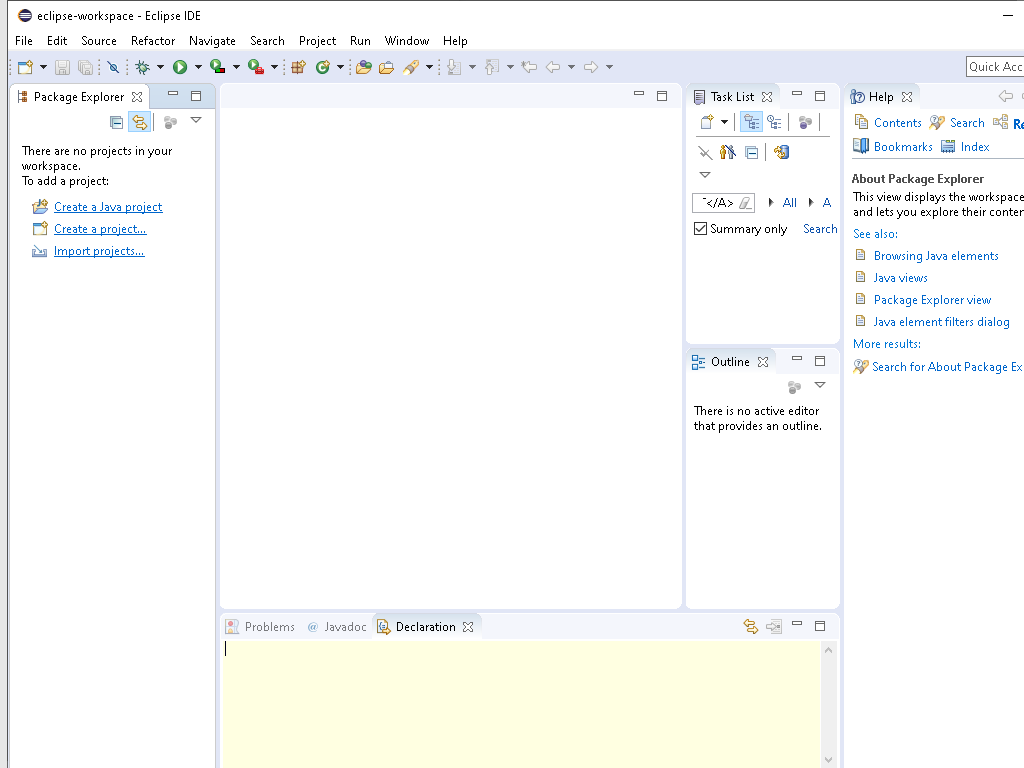 eclipse-workspace - Eclipse IDE
File Edit Source Refactor Navigate Search Project Run Window Help
Quick Acc
Package Explorer
There are no projects in your
workspace.
To add a project:
Create a Java project
Create a project...
Import projects...
Task List
"</A> All A
Summary only Search
Outline
There is no active editor
that provides an outline.
Help
Contents Search Re
Bookmarks Index
About Package Explorer
This view displays the workspace
and lets you explore their conter
See also:
Browsing Java elements
Java views
Package Explorer view
Java element filters dialog
More results:
Search for About Package Ex
Problems @ Javadoc Declaration